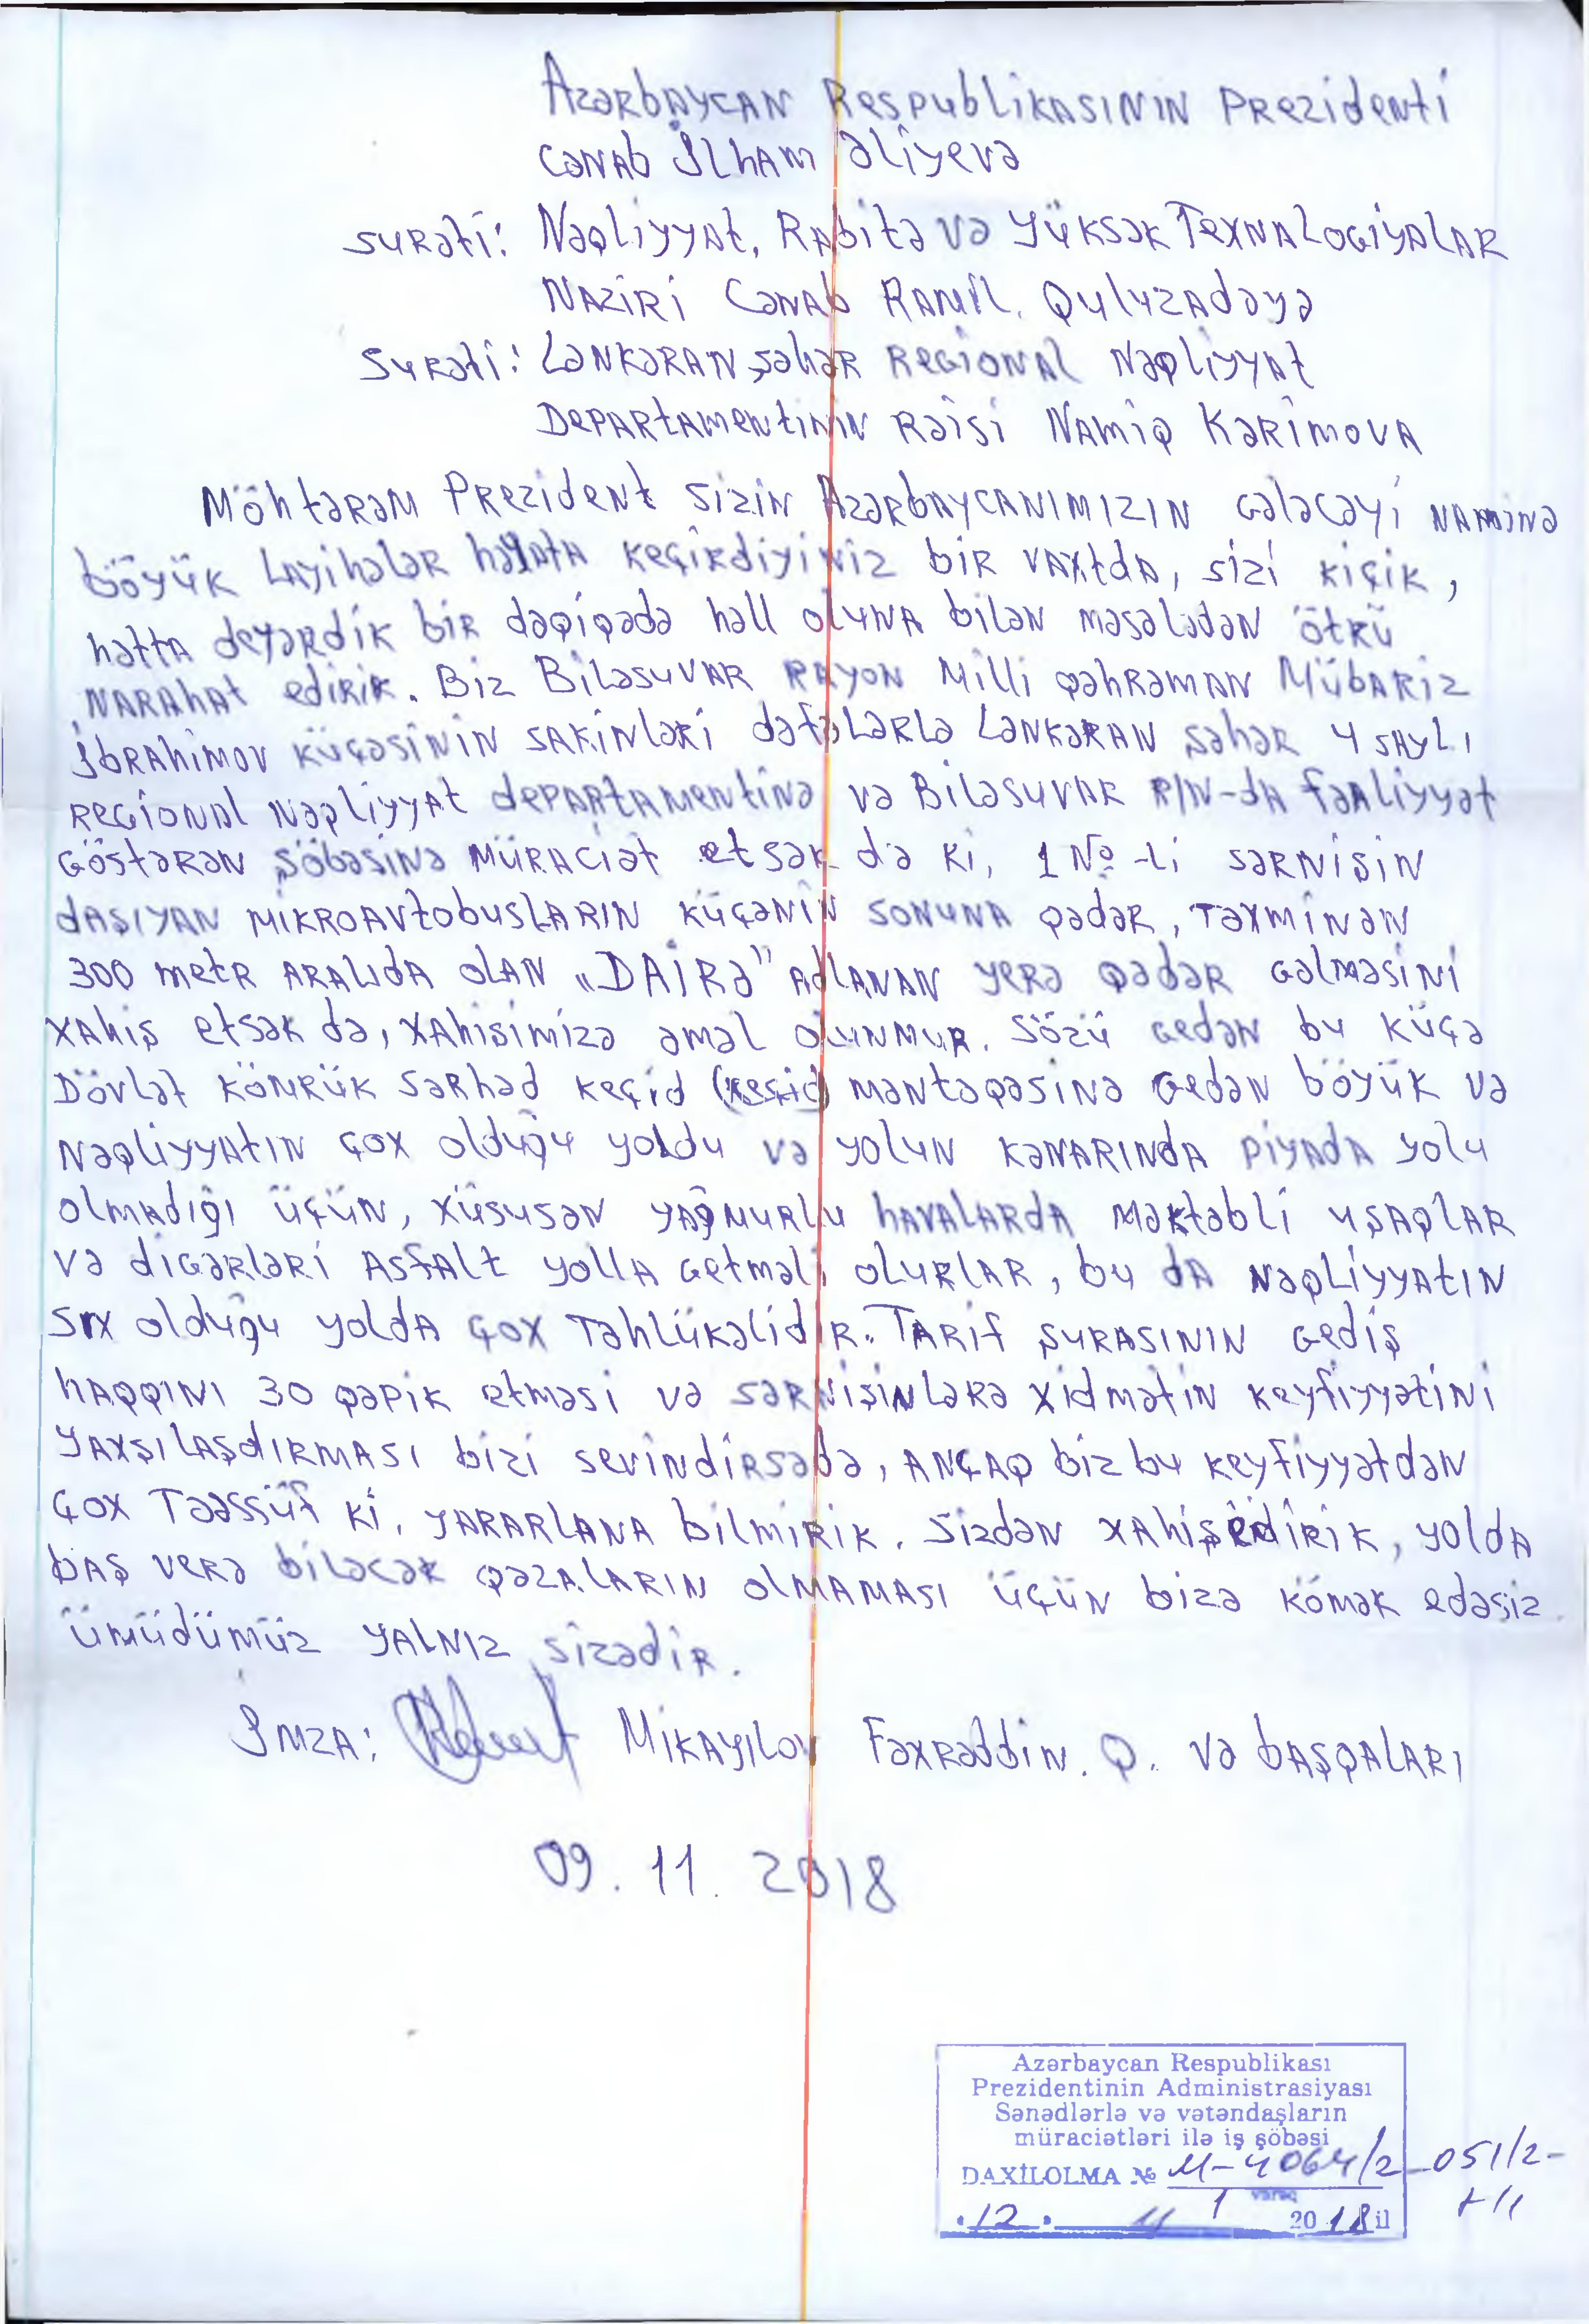 Azərbaycan Respublikasının Prezidenti
Cənab İlham Əliyevə
surəti: Nəqliyyat, Rabitə və Yüksək Texnalogiyalar
Naziri Cənab Ramil. Quluzadəyə
Surəti: Lənkəran şəhər Regional Nəqliyyat
Departamentinin Rəisi Namiq Kərimova
Möhtərəm Prezident sizin Azərbaycanımızın gələcəyi naminə
böyük Layihələr həyata keçirdiyiniz bir vaxtda, sizi kiçik,
hətta deyərdik bir dəqiqədə həll oluna bilən məsələdən ötrü
narahat edirik. Biz Biləsuvar rayon Milli qəhrəman Mübariz
İbrahimov küçəsinin sakinləri dəfələrlə Lənkəran şəhər 4 saylı
Regional Nəqliyyat departamentinə və Biləsuvar R/N-da fəaliyyət
göstərən şöbəsinə müraciət etsək də ki, 1 №-li sərnişin
daşıyan mikroavtobusların küçənin sonuna qədər, təxminən
300 metr aralıda olan "DAİRƏ" adlanan yerə qədər gəlməsini
xahiş etsək də, xahişimizə əməl olunmur. Sözü gedən bu küçə
Dövlət kömrük sərhəd keçid (keçid) məntəqəsinə gedən böyük və
Nəqliyyatın çox olduğu yoldu və yolun kənarında piyada yolu
olmadığı üçün, xüsusən yağmurlu havalarda məktəbli uşaqlar
və digərləri Asfalt yolla getməli olurlar, bu da nəqliyyatın
sıx olduğu yolda çox təhlükəlidir. Tarif şurasının gediş
haqqını 30 qəpik etməsi və sərnişinlərə xidmətin keyfiyyətini
yaxşılaşdırması bizi sevindirsədə, ançaq biz bu keyfiyyətdən
çox təəssüf ki, yararlana bilmirik. Sizdən xahiş edirik, yolda
baş verə biləcək qəzaların olmaması üçün bizə kömək edəsiz
ümüdümüz yalnız sizədir.
İmza: Mikayılov Fəxrəddin. Q. və başqaları
09. 11. 2018
Azərbaycan Respublikası
Prezidentinin Administrasiyası
Sənədlərlə və vətəndaşların
müraciətləri ilə iş şöbəsi
DAXİLOLMA № M-4064/2-051/2-
1 vərəq
12. 11 2018 il